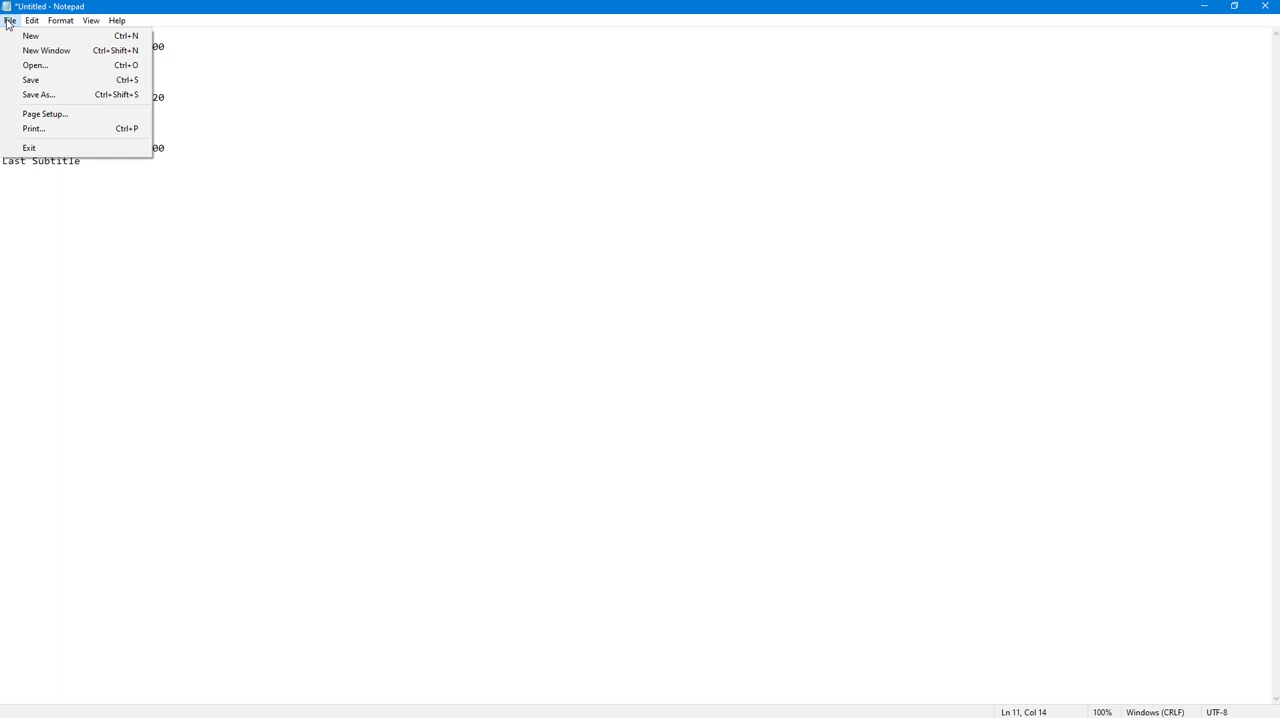 *Untitled - Notepad
File Edit Format View Help
New Ctrl+N
00
New Window Ctrl+Shift+N
Open... Ctrl+O
Save Ctrl+S
Save As... Ctrl+Shift+S
20
Page Setup...
Print... Ctrl+P
Exit
00
Last Subtitle
Ln 11, Col 14 100% Windows (CRLF) UTF-8